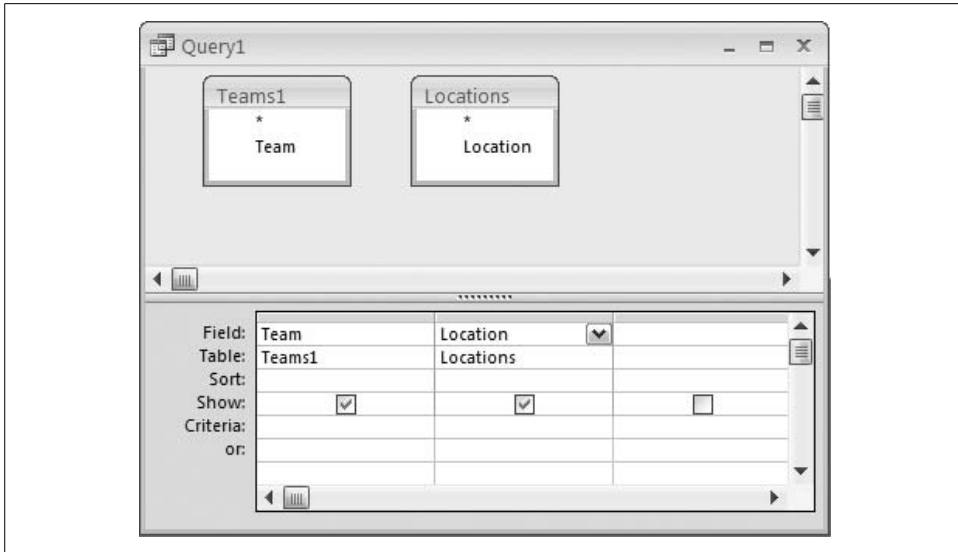 Query1
Teams1 Locations
* *
Team Location
Field: Team Location
Table: Teams1 Locations
Sort:
Show:
Criteria:
or: